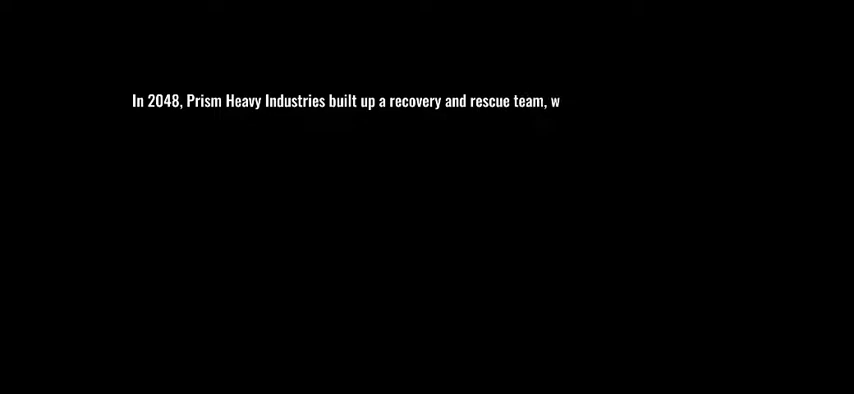 In 2048, Prism Heavy Industries built up a recovery and rescue team, w